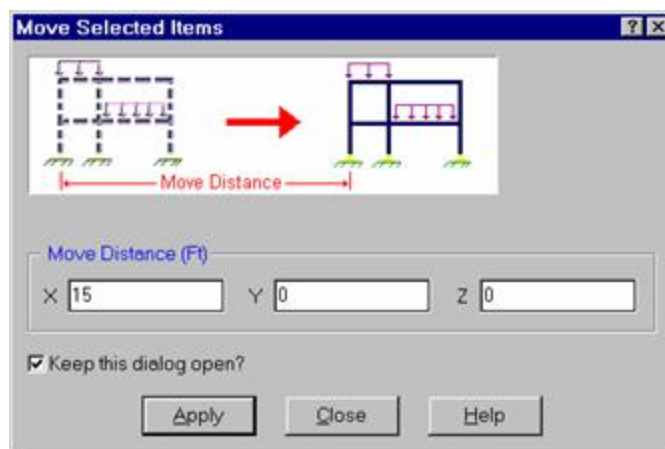 Move Selected Items
Move Distance
Move Distance (Ft)
X 15 Y 0 Z 0
Keep this dialog open?
Apply Close Help